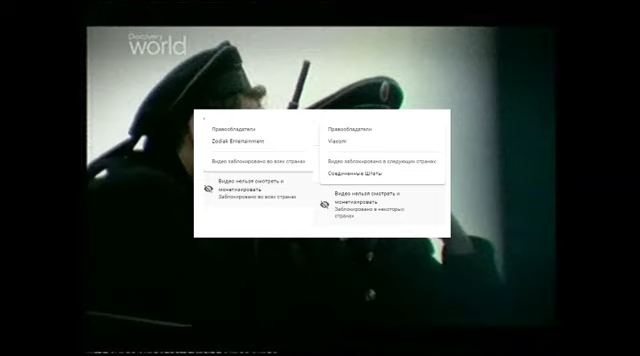 Discovery
world
Правообладатели
Zodiak Entertainment
Видео заблокировано во всех странах
Видео нельзя смотреть и
монетизировать
Заблокировано во всех странах
Правообладатели
Viacom
Видео заблокировано в следующих странах
Соединенные Штаты
Видео нельзя смотреть и
монетизировать
Заблокировано в некоторых
странах